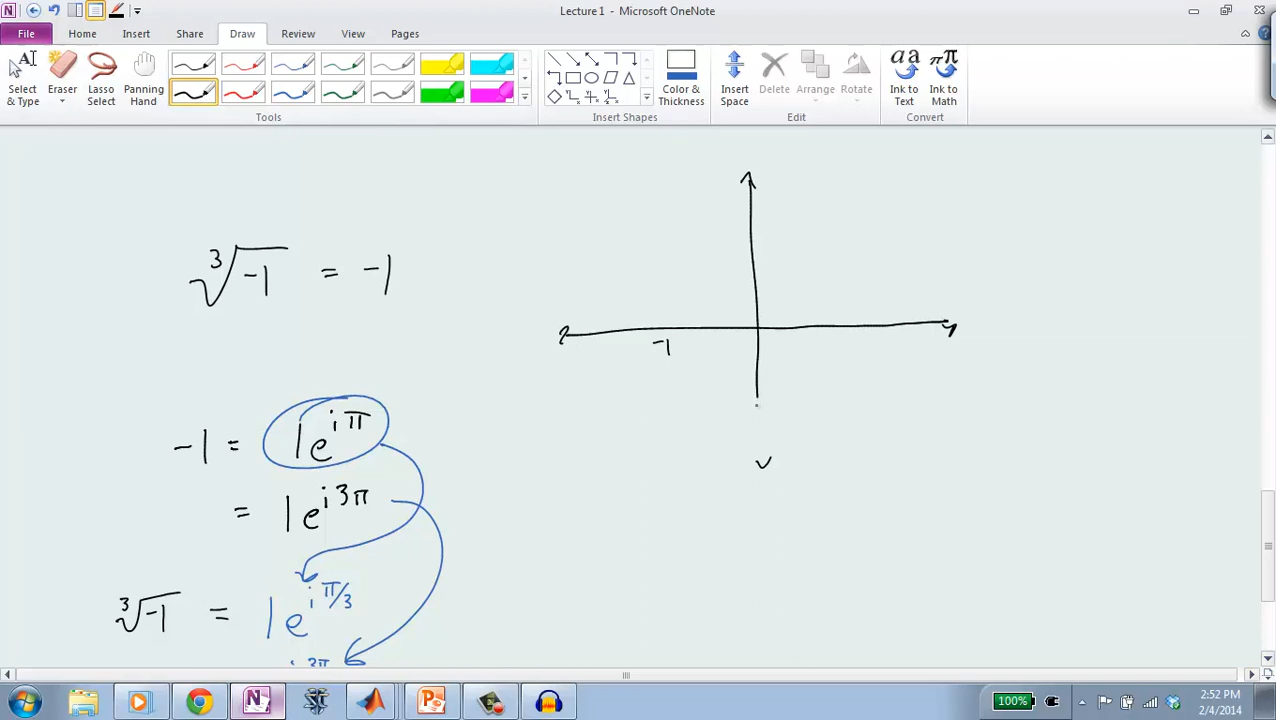 Lecture1 - Microsoft OneNote
File Home Insert Share Draw Review View Pages
Select & Type
Eraser
Lasso Select
Panning Hand
Color & Thickness
Insert Space
Delete
Arrange
Rotate
Ink to Text
Ink to Math
Tools
Insert Shapes
Edit
Convert
∛-1 = -1
-1
-1 = 1e^{iπ}
= 1e^{i3π}
∛-1 = 1e^{iπ/3}
100%
2:52 PM
2/4/2014